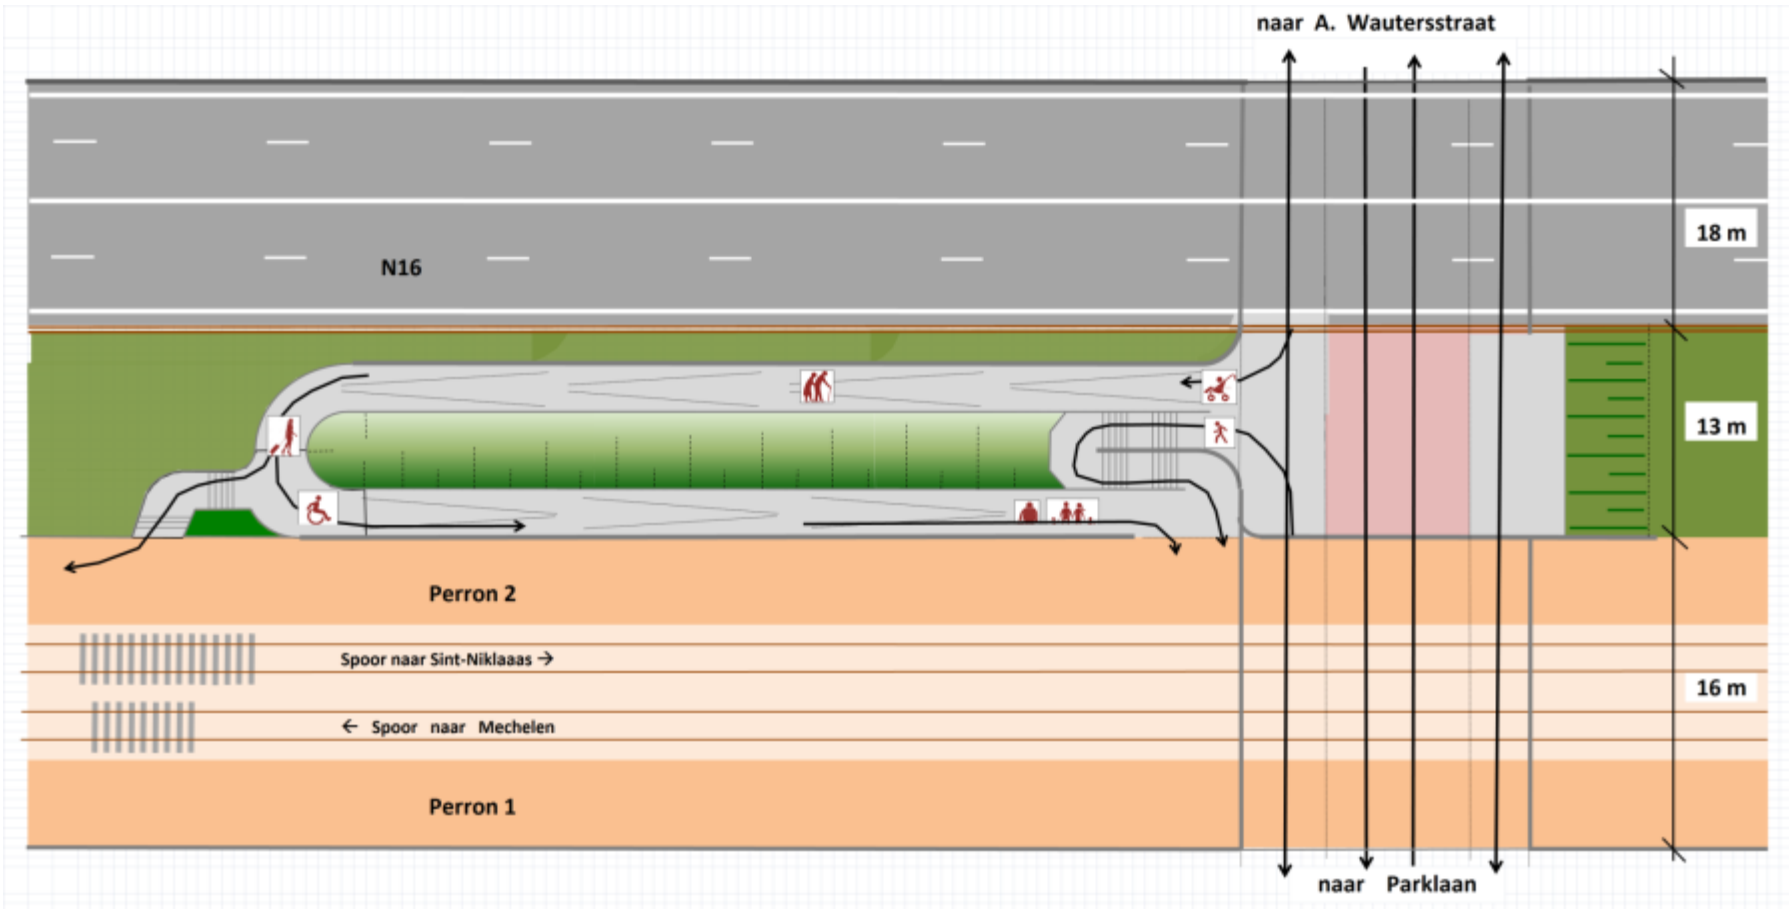 naar A. Wautersstraat
18 m
N16
13 m
Perron 2
Spoor naar Sint-Niklaaas →
16 m
← Spoor naar Mechelen
Perron 1
naar Parklaan